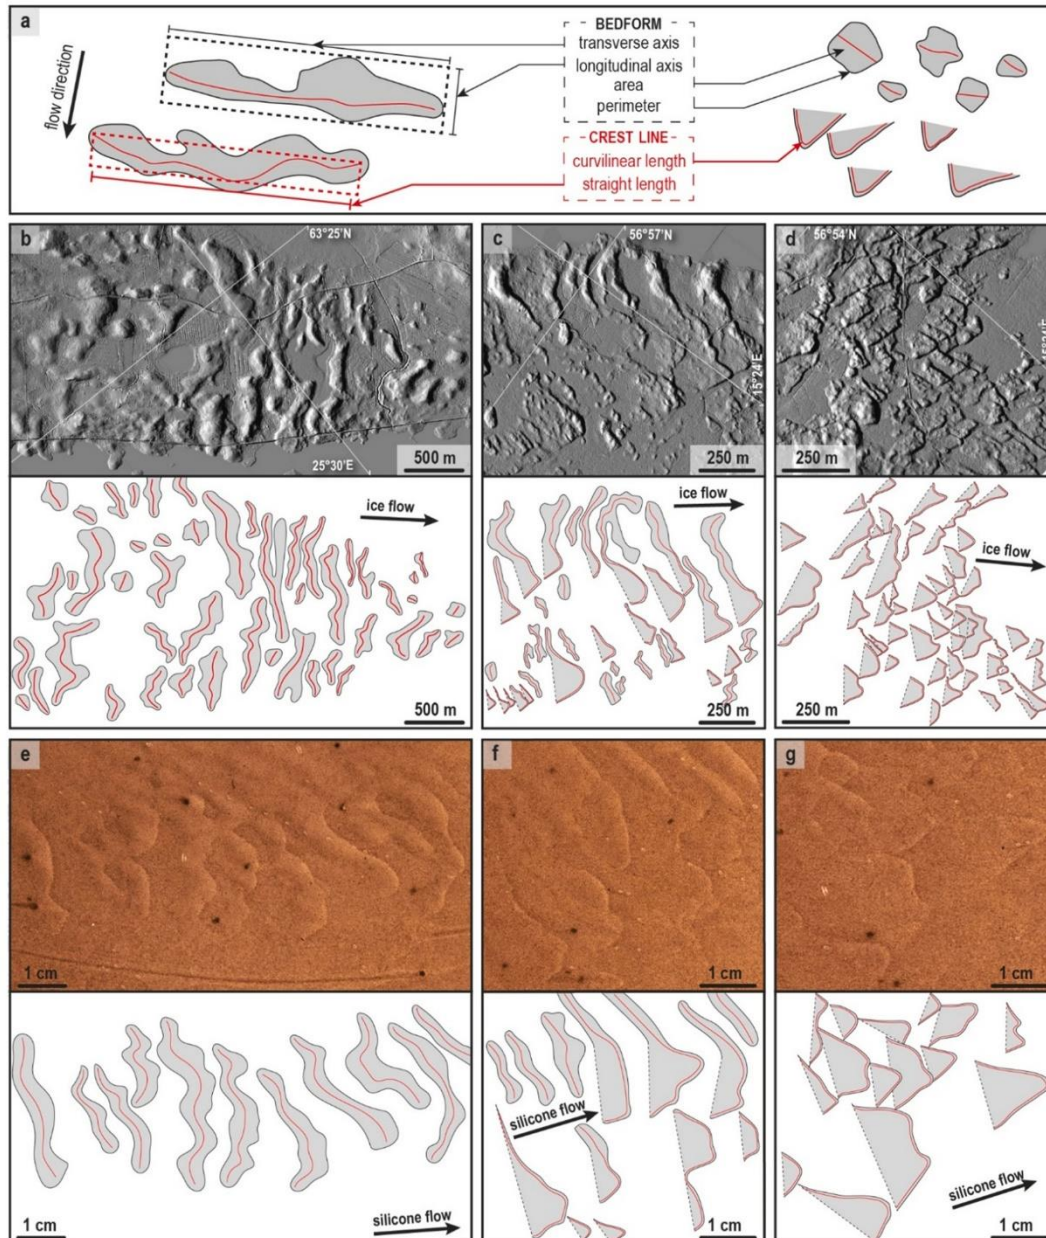 a
flow direction
BEDFORM
transverse axis
longitudinal axis
area
perimeter
CREST LINE
curvilinear length
straight length
b
63°25'N
25°30'E
500 m
ice flow
500 m
c
56°57'N
15°24'E
250 m
ice flow
250 m
d
56°54'N
15°24'E
250 m
ice flow
250 m
e
1 cm
1 cm
silicone flow
f
1 cm
silicone flow
1 cm
g
1 cm
silicone flow
1 cm